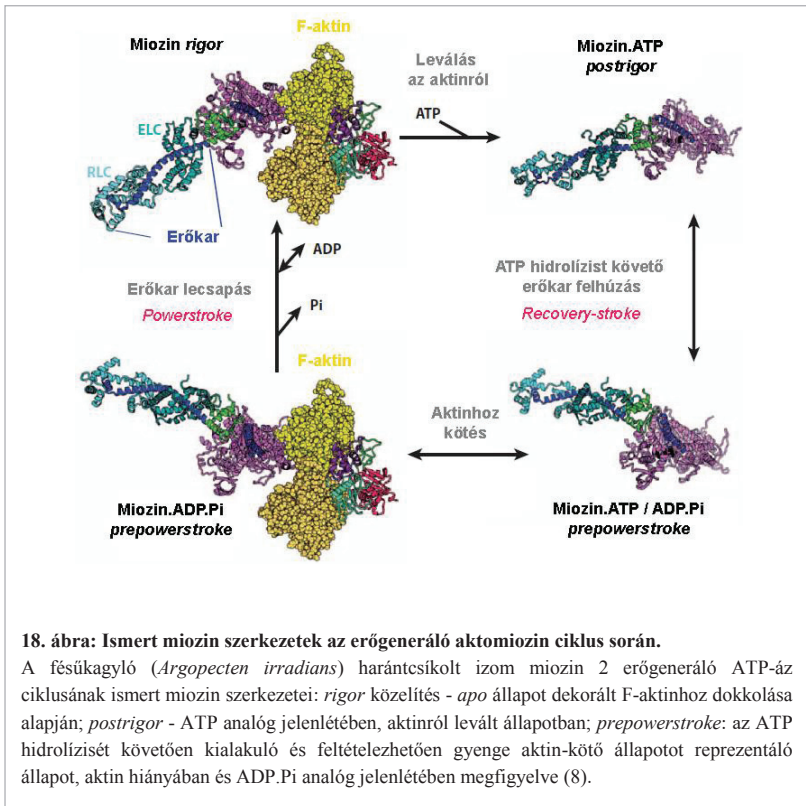 F-aktin
Miozin rigor
Leválás
az aktinról
ATP
Miozin.ATP
postrigor
ELC
RLC
Erőkar
ADP
Erőkar lecsapás
Powerstroke
Pi
ATP hidrolízist követő
erőkar felhúzás
Recovery-stroke
F-aktin
Aktinhoz
kötés
Miozin.ADP.Pi
prepowerstroke
Miozin.ATP / ADP.Pi
prepowerstroke
18. ábra: Ismert miozin szerkezetek az erőgeneráló aktomiozin ciklus során.
A fésűkagyló (Argopecten irradians) harántcsíkolt izom miozin 2 erőgeneráló ATP-áz
ciklusának ismert miozin szerkezetei: rigor közelítés - apo állapot dekorált F-aktinhoz dokkolása
alapján; postrigor - ATP analóg jelenlétében, aktinról levált állapotban; prepowerstroke: az ATP
hidrolízisét követően kialakuló és feltételezhetően gyenge aktin-kötő állapotot reprezentáló
állapot, aktin hiányában és ADP.Pi analóg jelenlétében megfigyelve (8).